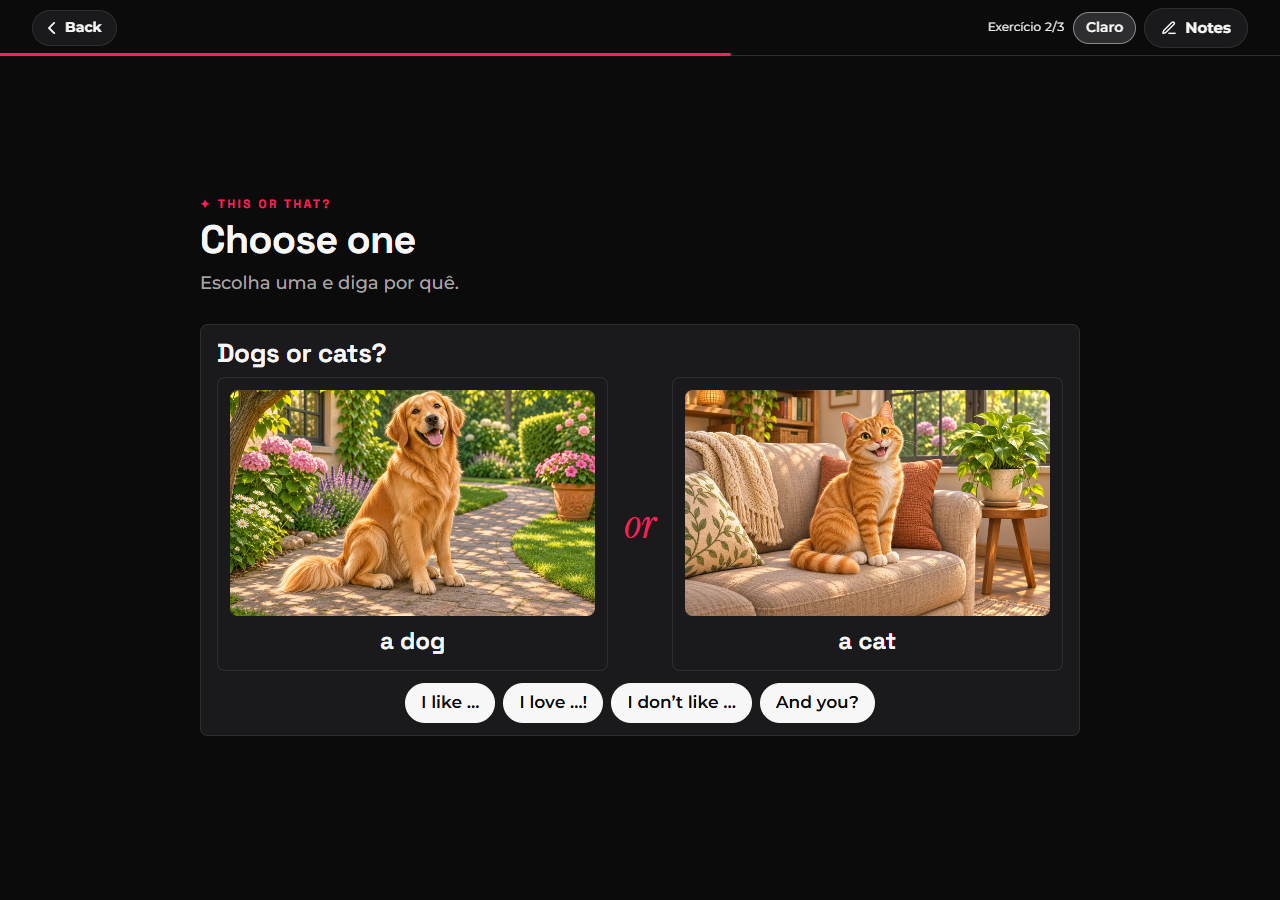 Back
Exercício 2/3
Claro
Notes
✦ THIS OR THAT?
Choose one
Escolha uma e diga por quê.
Dogs or cats?
or
a dog
a cat
I like ...
I love ...!
I don’t like ...
And you?